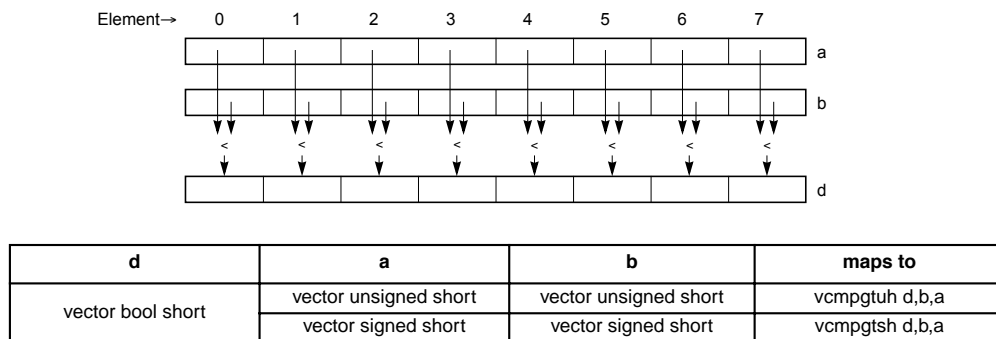 Element→ 0 1 2 3 4 5 6 7
a
b
< < < < < < < <
d
d a b maps to
vector bool short vector unsigned short vector unsigned short vcmpgtuh d,b,a
vector signed short vector signed short vcmpgtsh d,b,a